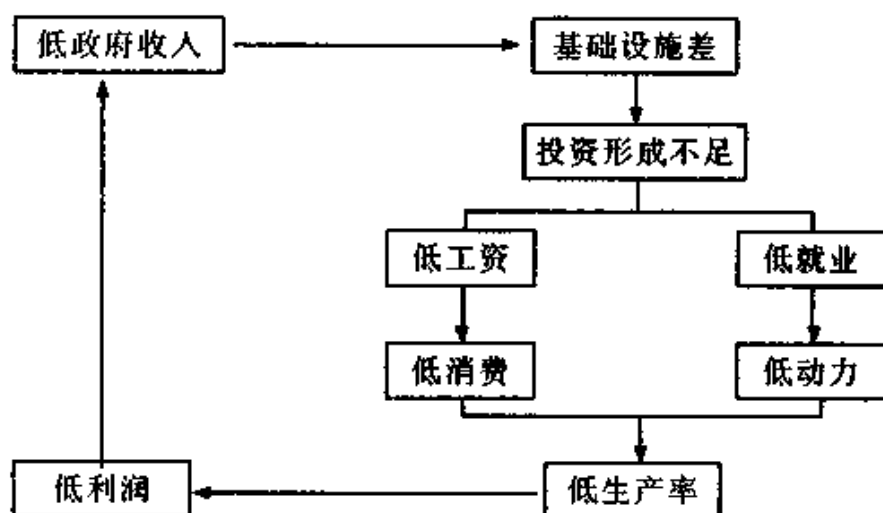 低政府收人
基础设施差
投资形成不足
低工资
低就业
低消费
低动力
低利润
低生产率